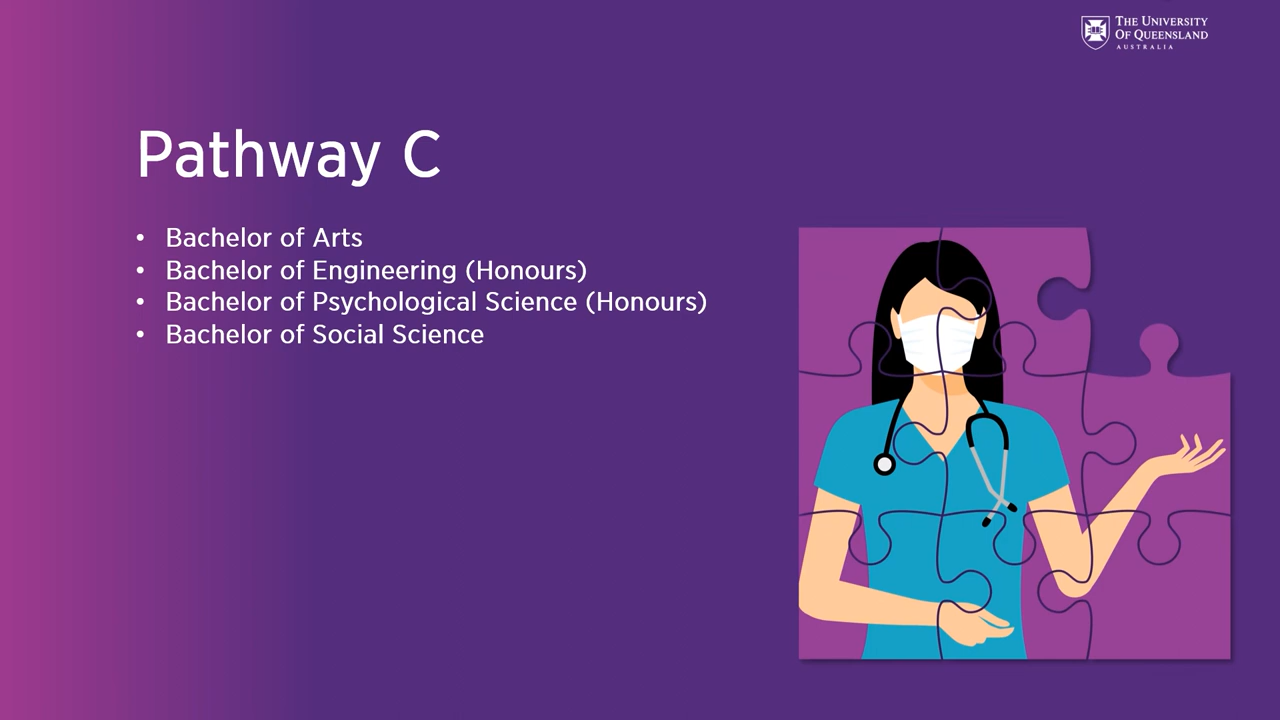 THE UNIVERSITY
OF QUEENSLAND
AUSTRALIA
Pathway C
• Bachelor of Arts
• Bachelor of Engineering (Honours)
• Bachelor of Psychological Science (Honours)
• Bachelor of Social Science